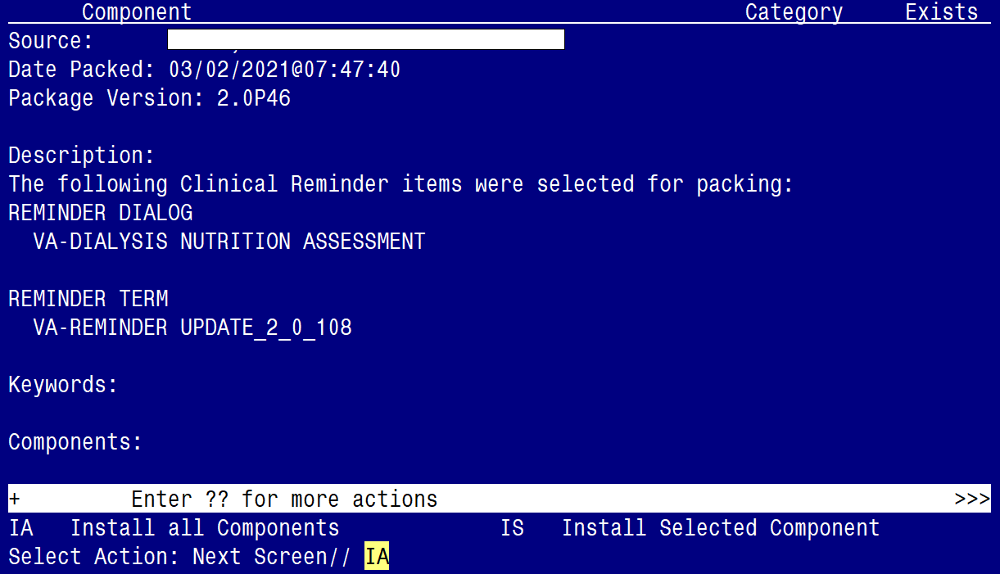 Component Category Exists
Source:
Date Packed: 03/02/2021@07:47:40
Package Version: 2.0P46
Description:
The following Clinical Reminder items were selected for packing:
REMINDER DIALOG
VA-DIALYSIS NUTRITION ASSESSMENT
REMINDER TERM
VA-REMINDER UPDATE_2_0_108
Keywords:
Components:
+ Enter ?? for more actions >>>
IA Install all Components IS Install Selected Component
Select Action: Next Screen// IA